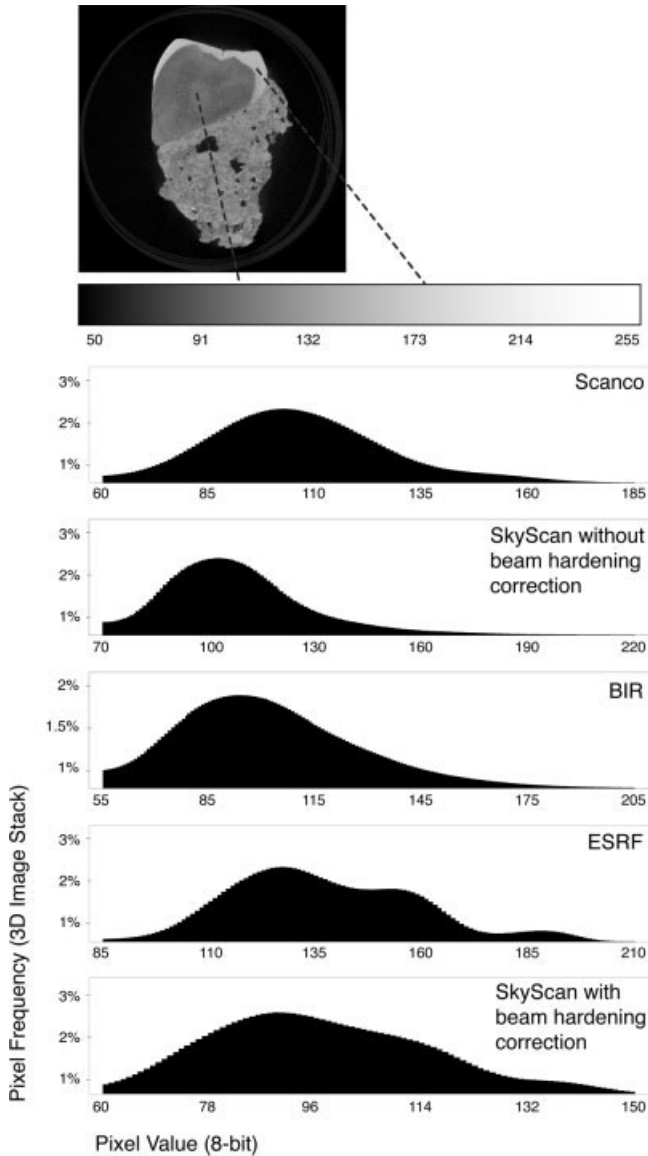 50 91 132 173 214 255
3%
2%
1%
Scanco
60 85 110 135 160 185
3%
2%
1%
SkyScan without
beam hardening
correction
70 100 130 160 190 220
2%
1.5%
1%
BIR
55 85 115 145 175 205
3%
2%
1%
ESRF
85 110 135 160 185 210
3%
2%
1%
SkyScan with
beam hardening
correction
60 78 96 114 132 150
Pixel Frequency (3D Image Stack)
Pixel Value (8-bit)